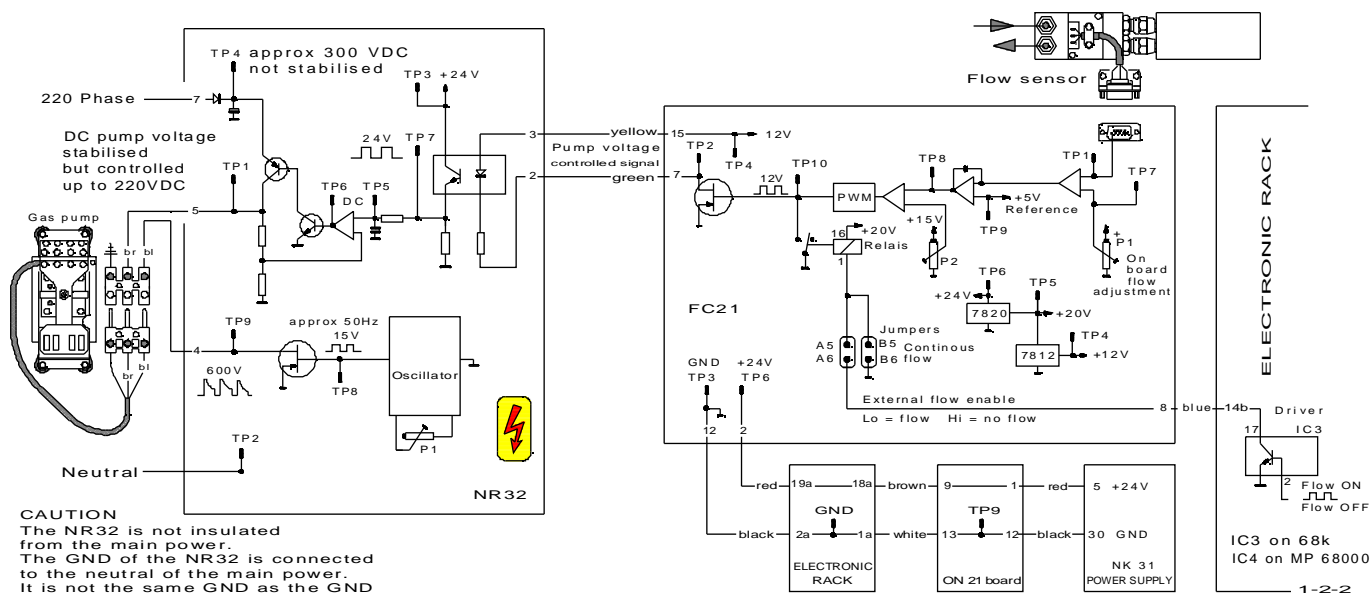 TP4 approx 300 VDC
not stabilised
220 Phase
7
DC pump voltage
stabilised
but controlled
up to 220VDC
TP1
TP3 +24V
24V
TP7
TP6
DC
TP5
3
2
5
4
Gas pump
br
bl
br
bl
TP9
600V
approx 50Hz
15V
TP8
Oscillator
P1
TP2
Neutral
NR32
CAUTION
The NR32 is not insulated
from the main power.
The GND of the NR32 is connected
to the neutral of the main power.
It is not the same GND as the GND
yellow
Pump voltage
controlled signal
green
Flow sensor
15
7
12V
TP2
TP4
12V
TP10
PWM
TP8
+15V
P2
TP1
TP7
+5V
Reference
TP9
+
P1
On
board
flow
adjustment
16
+20V
Relais
1
FC21
TP6
+24V
7820
TP5
+20V
7812
TP4
+12V
A5
A6
B5
B6
Jumpers
Continous
flow
GND
TP3
+24V
TP6
12
2
External flow enable
Lo = flow Hi = no flow
8
blue
14b
ELECTRONIC RACK
Driver
17
IC3
2
Flow ON
Flow OFF
IC3 on 68k
IC4 on MP 68000
1-2-2
red
19a
18a
brown
9
1
red
5 +24V
GND
TP9
black
2a
1a
white
13
12
black
30 GND
ELECTRONIC
RACK
ON 21 board
NK 31
POWER SUPPLY